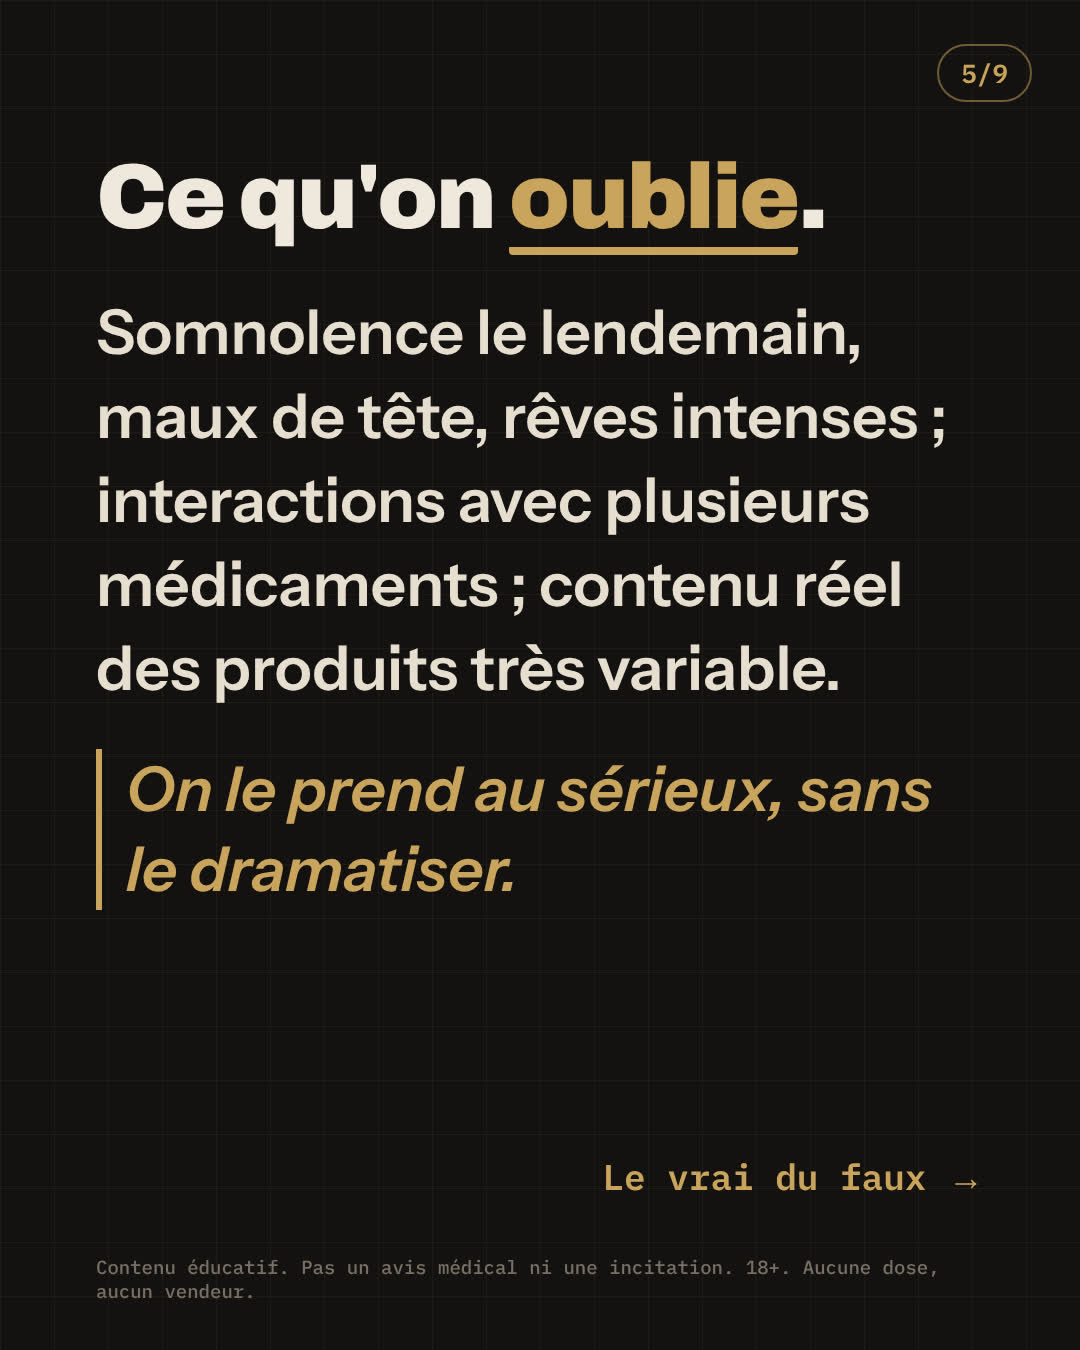 5/9
Ce qu'on oublie.
Somnolence le lendemain,
maux de tête, rêves intenses ;
interactions avec plusieurs
médicaments ; contenu réel
des produits très variable.
On le prend au sérieux, sans
le dramatiser.
Le vrai du faux →
Contenu éducatif. Pas un avis médical ni une incitation. 18+. Aucune dose,
aucun vendeur.